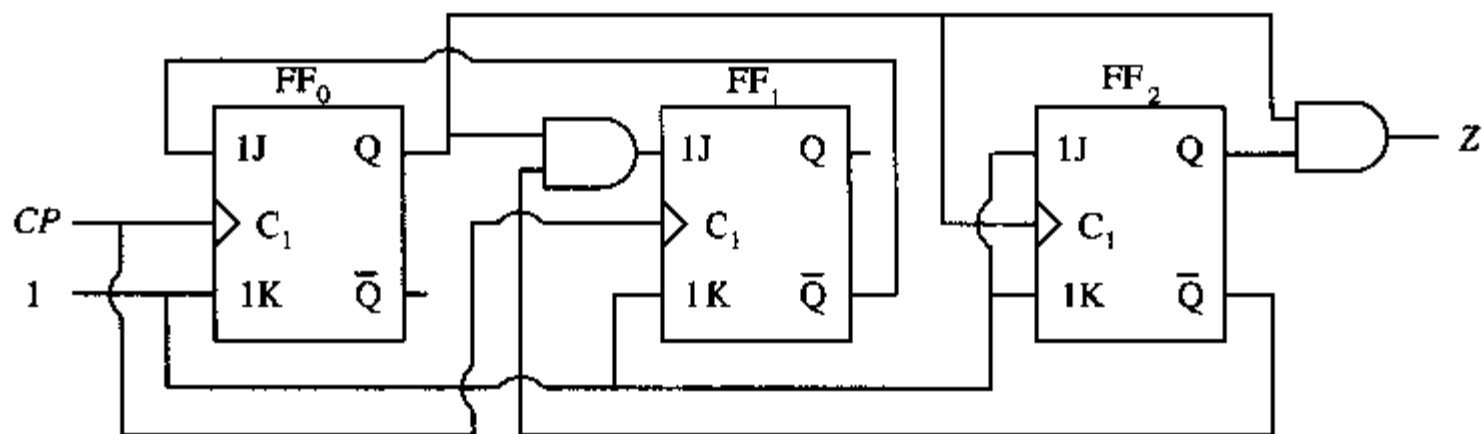 FF₀ FF₁ FF₂
1J Q 1J Q 1J Q Z
CP C₁ C₁ C₁
1 1K Q̅ 1K Q̅ 1K Q̅